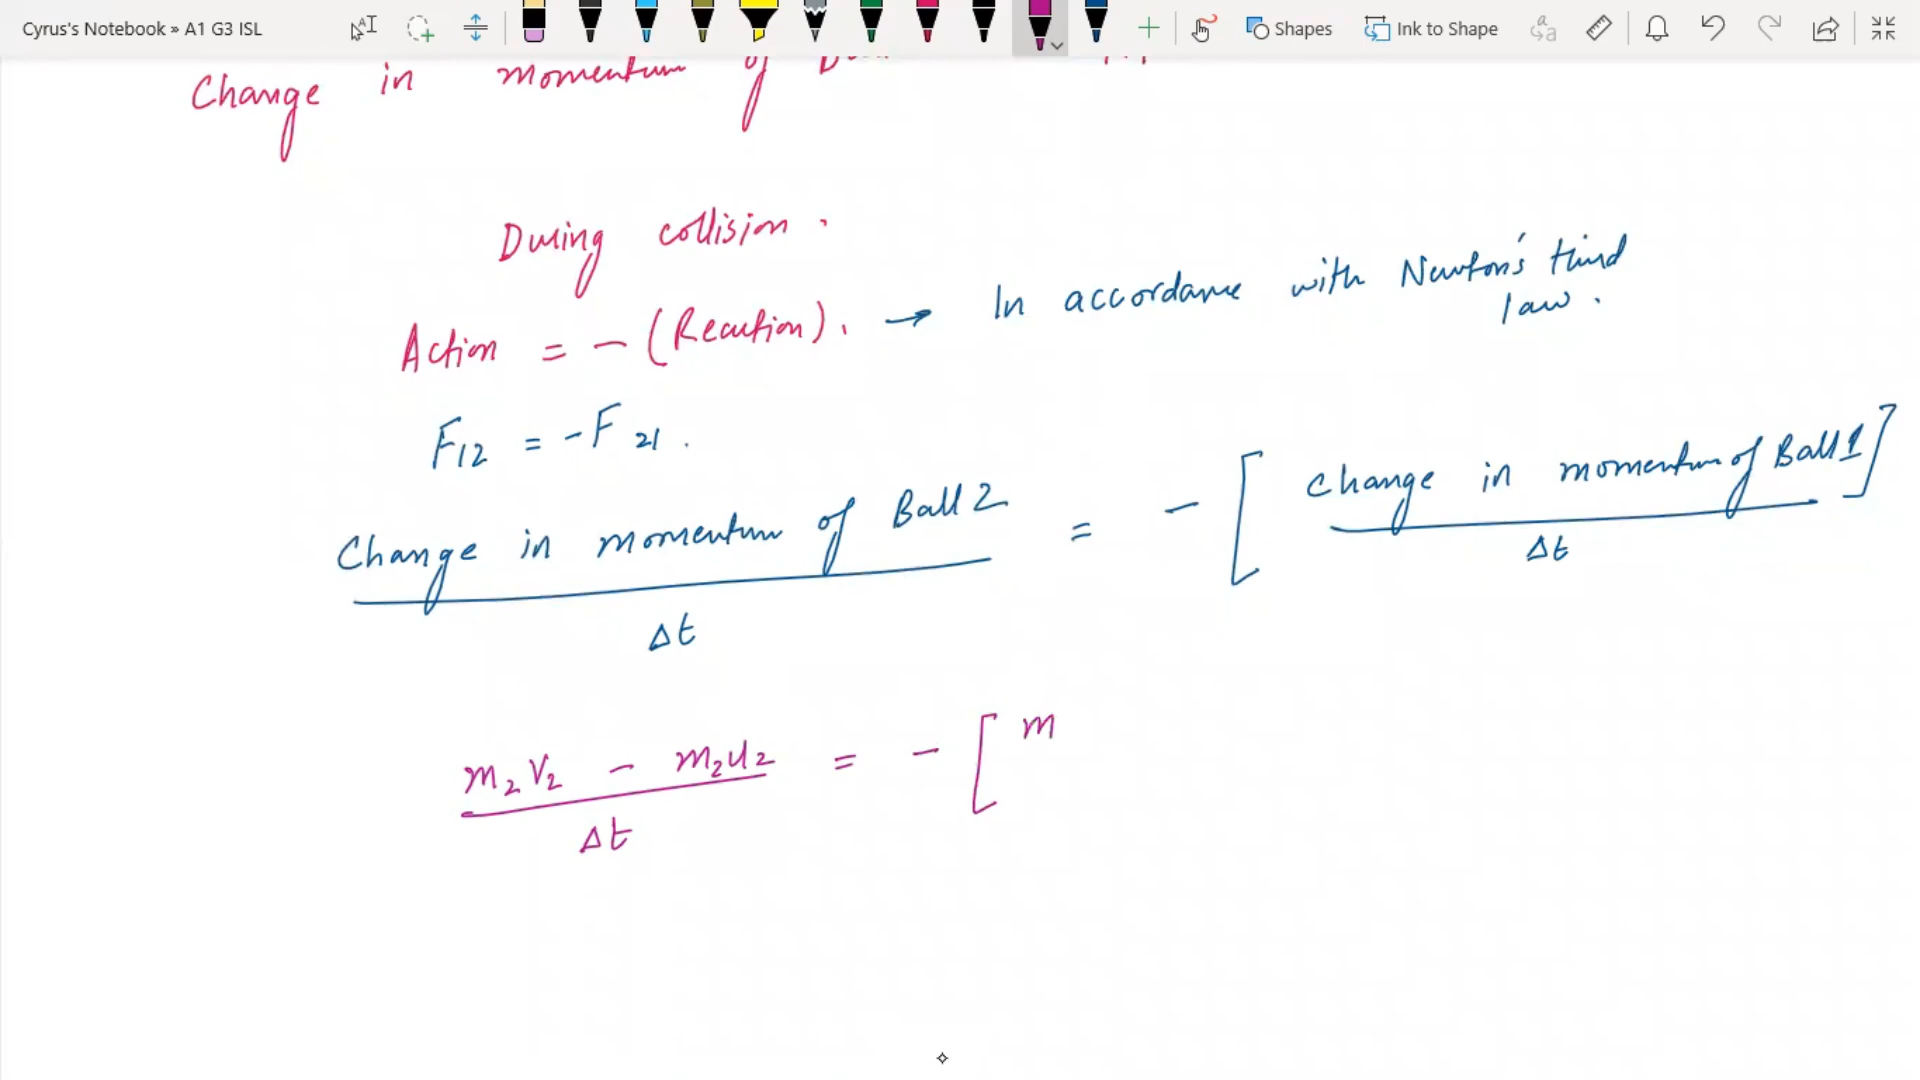 Cyrus's Notebook » A1 G3 ISL
Shapes
Ink to Shape
Change in momentum of
During collision.
Action = - (Reaction). → In accordance with Newton's third
law.
F12 = -F21.
Change in momentum of Ball 2 = - [ Change in momentum of Ball 1 ]
Δt Δt
m2V2 - m2u2 = - [ m
Δt